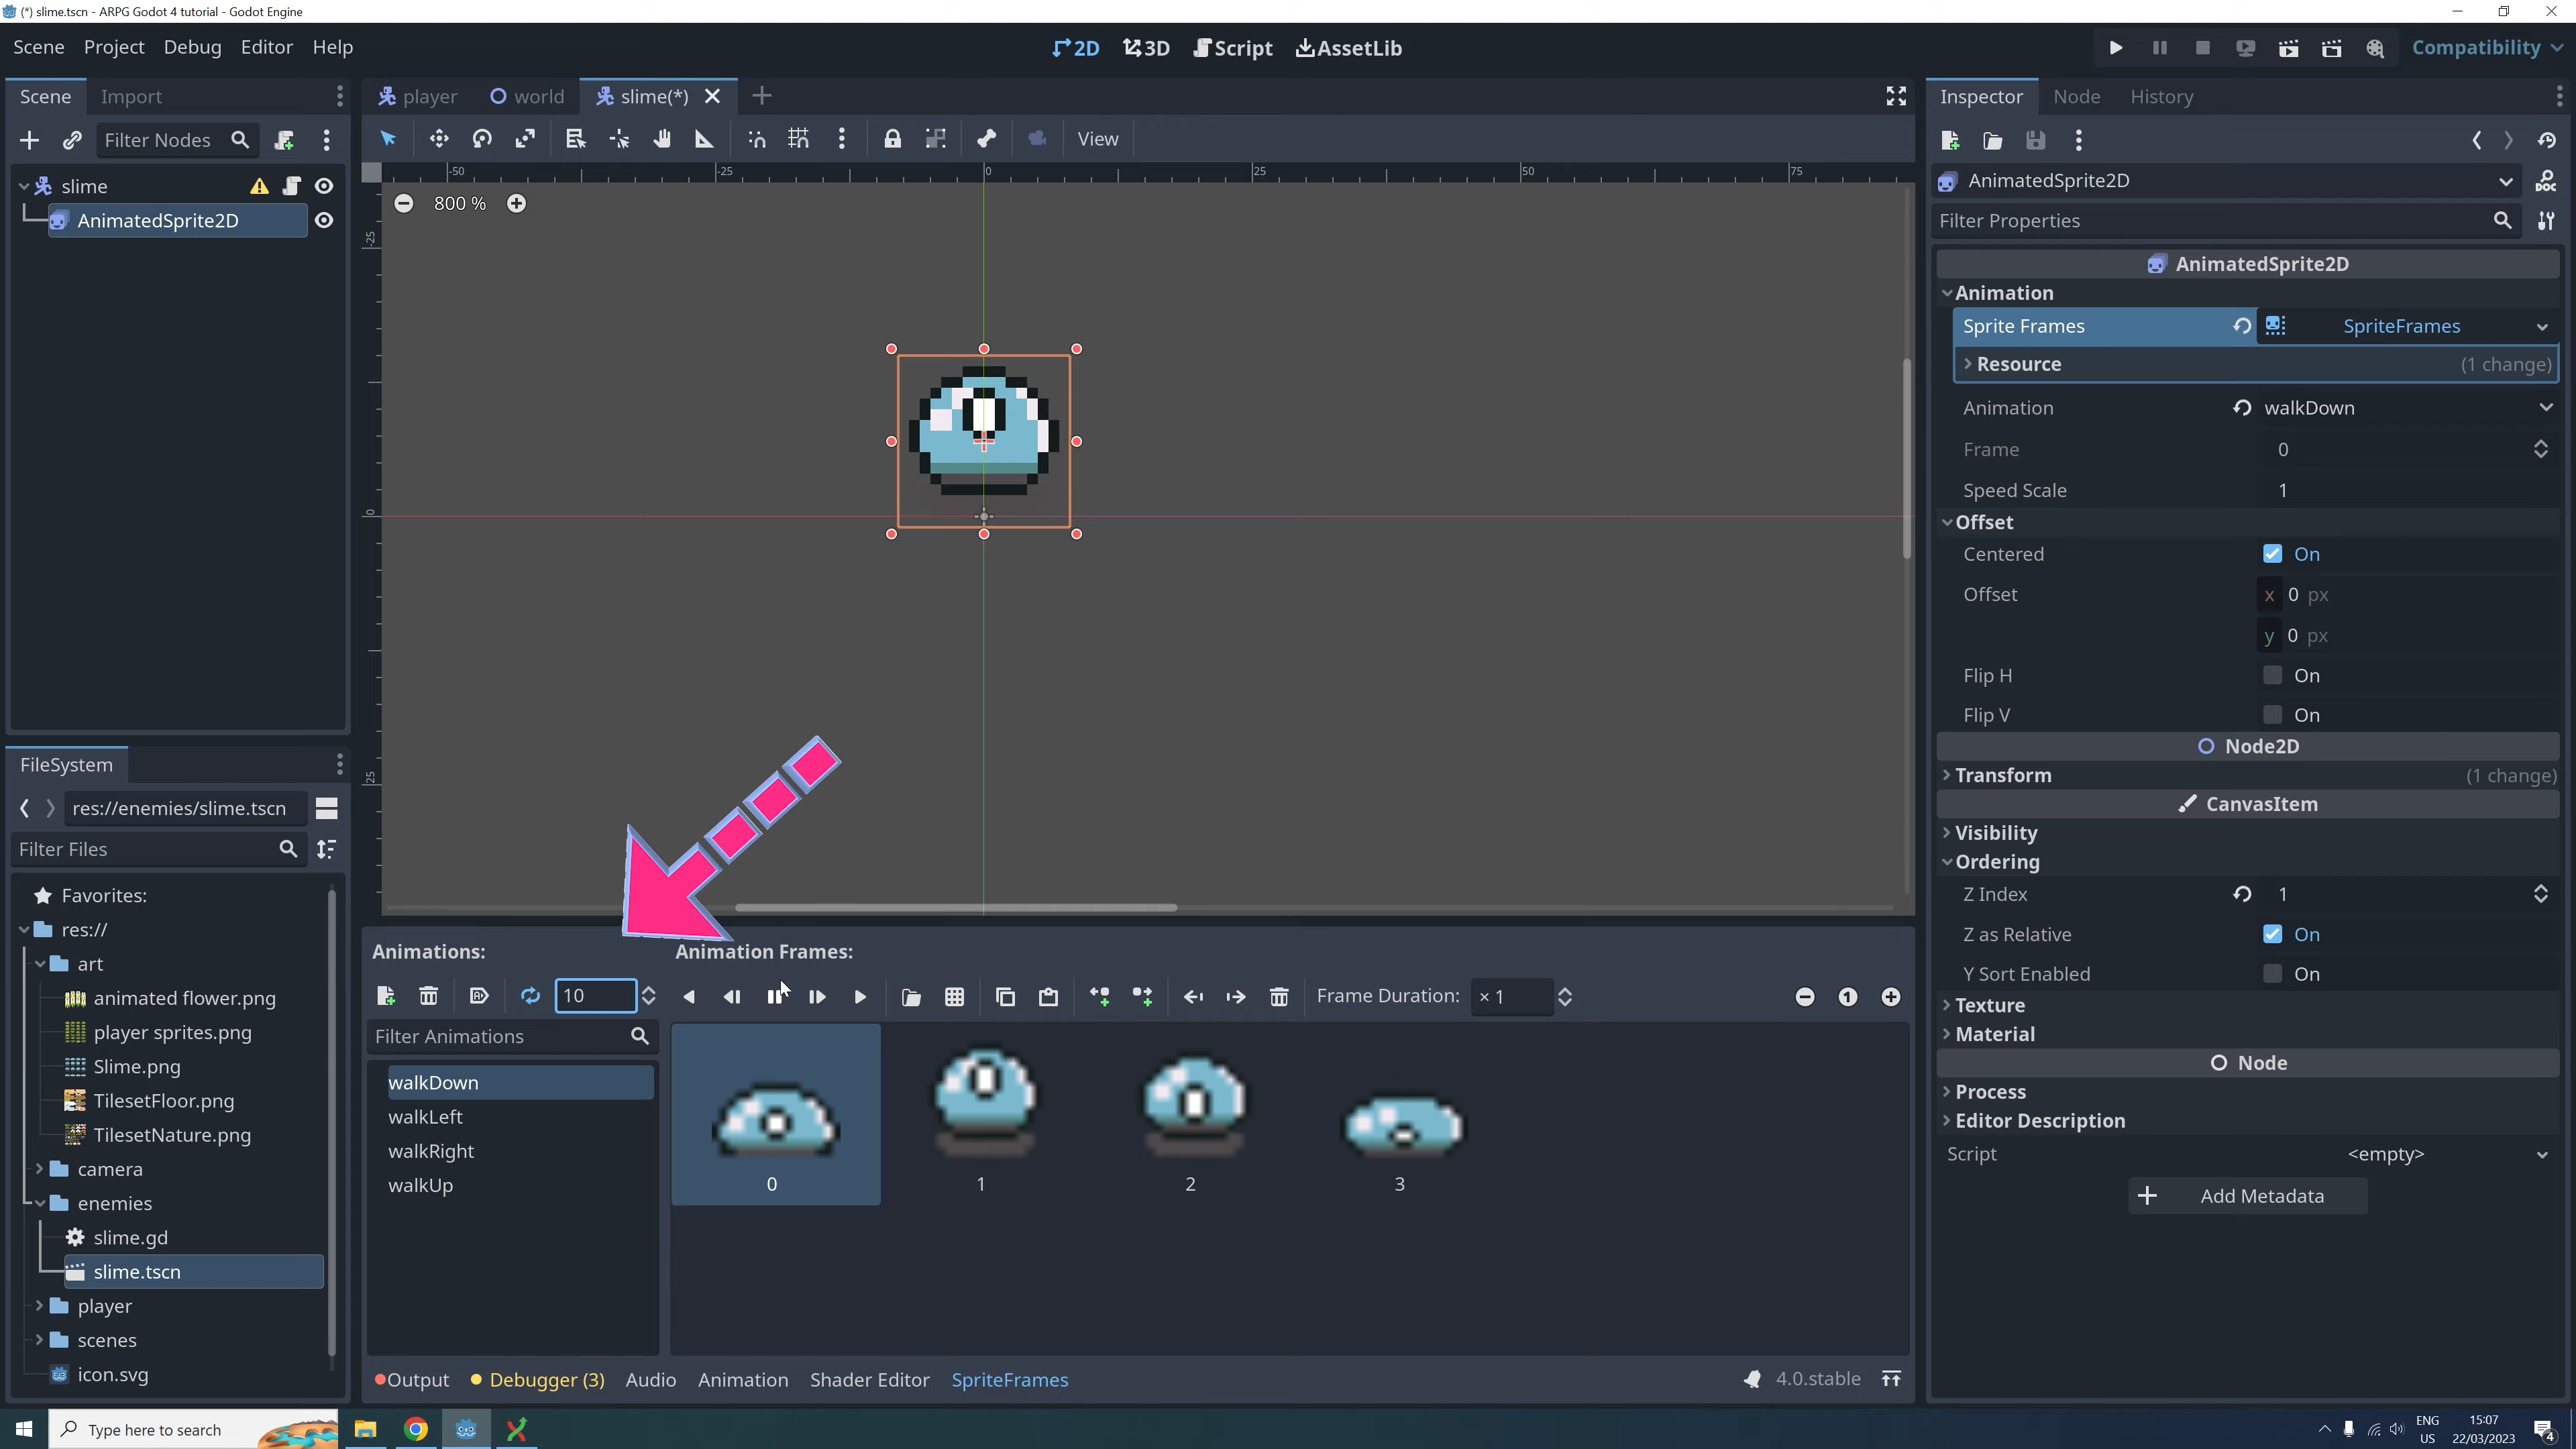 (*) slime.tscn - ARPG Godot 4 tutorial - Godot Engine
Scene Project Debug Editor Help
2D 3D Script AssetLib
Compatibility
Scene Import
Filter Nodes
slime
AnimatedSprite2D
player world slime(*)
View
-50 -25 0 25 50 75
-25
0
25
800 %
Inspector Node History
AnimatedSprite2D
DOC
Filter Properties
AnimatedSprite2D
Animation
Sprite Frames SpriteFrames
Resource (1 change)
Animation walkDown
Frame 0
Speed Scale 1
Offset
Centered On
Offset x 0 px
y 0 px
Flip H On
Flip V On
Node2D
Transform (1 change)
CanvasItem
Visibility
Ordering
Z Index 1
Z as Relative On
Y Sort Enabled On
Texture
Material
Node
Process
Editor Description
Script <empty>
Add Metadata
FileSystem
res://enemies/slime.tscn
Filter Files
Favorites:
res://
art
animated flower.png
player sprites.png
Slime.png
TilesetFloor.png
TilesetNature.png
camera
enemies
slime.gd
slime.tscn
player
scenes
icon.svg
Animations: Animation Frames:
10 Frame Duration: × 1
1
Filter Animations
walkDown
walkLeft
walkRight
walkUp
0 1 2 3
Output Debugger (3) Audio Animation Shader Editor SpriteFrames
4.0.stable
Type here to search
ENG
US
15:07
22/03/2023
4